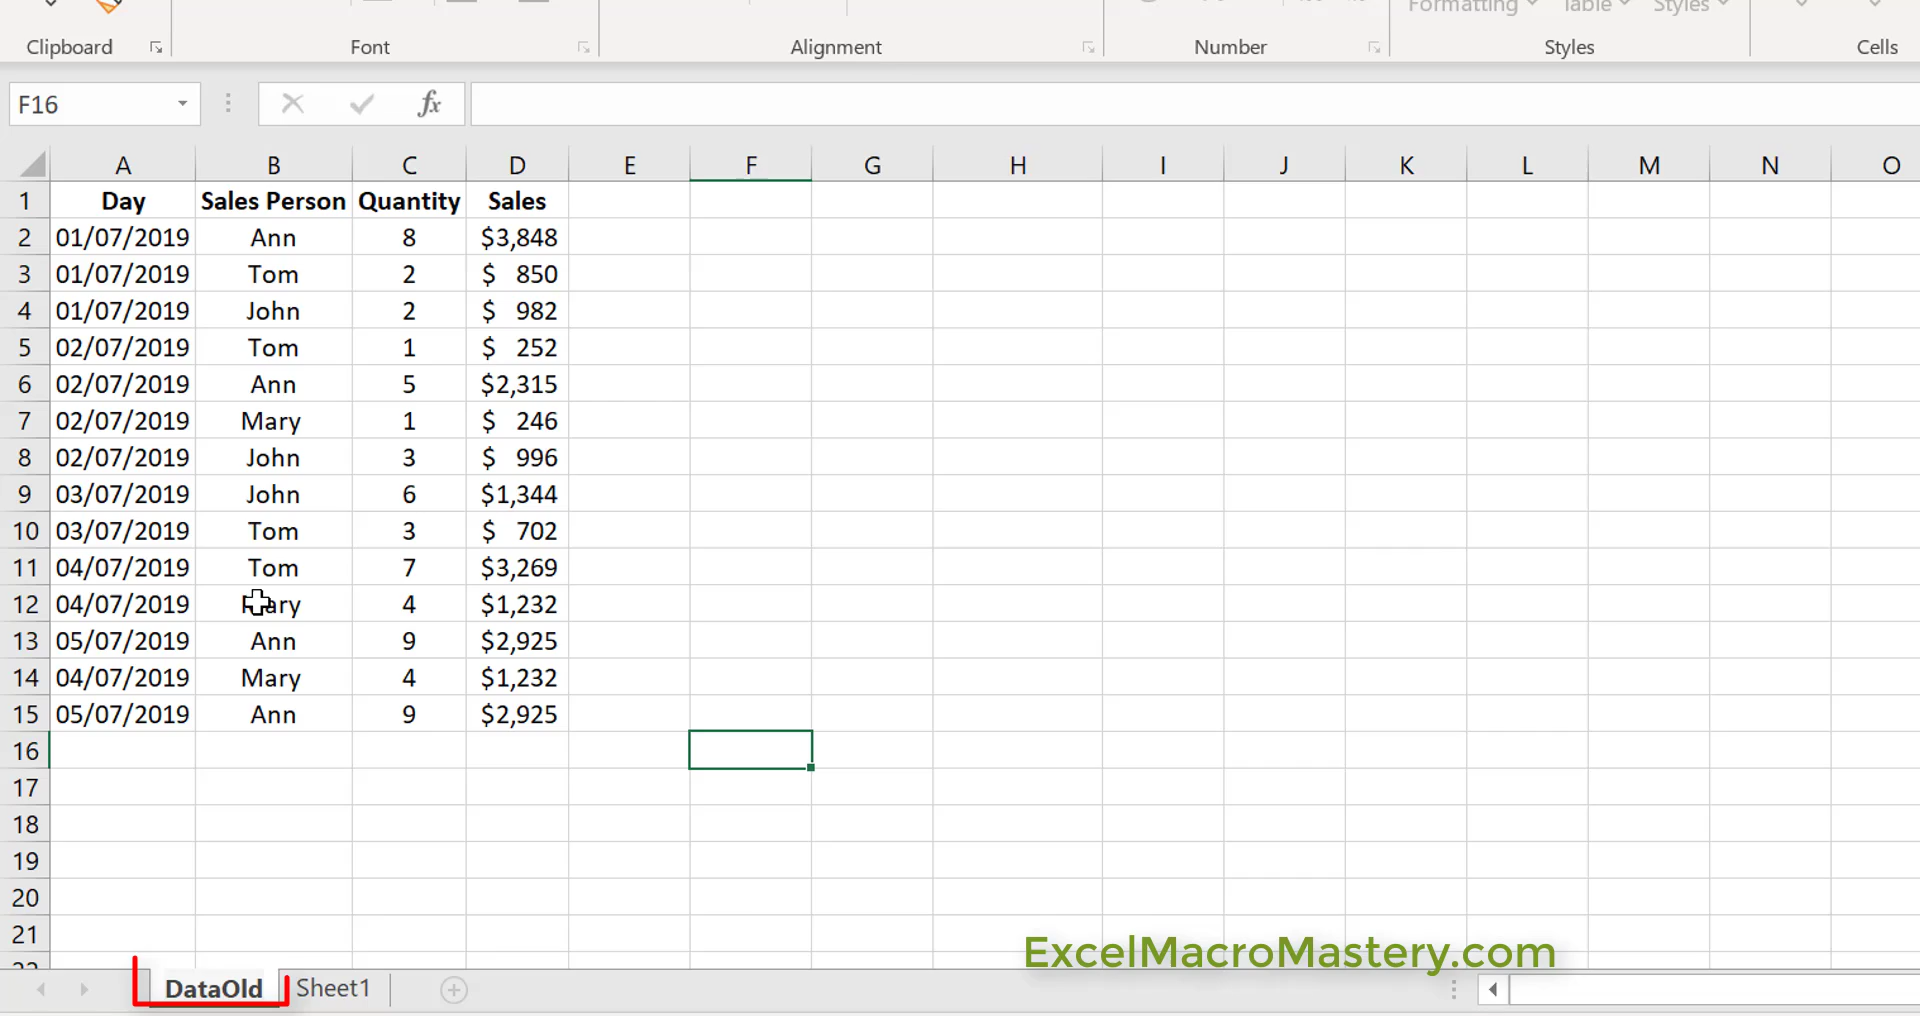 Formatting Table Styles
Clipboard Font Alignment Number Styles Cells
F16 fx
A B C D E F G H I J K L M N O
1 Day Sales Person Quantity Sales
2 01/07/2019 Ann 8 $3,848
3 01/07/2019 Tom 2 $ 850
4 01/07/2019 John 2 $ 982
5 02/07/2019 Tom 1 $ 252
6 02/07/2019 Ann 5 $2,315
7 02/07/2019 Mary 1 $ 246
8 02/07/2019 John 3 $ 996
9 03/07/2019 John 6 $1,344
10 03/07/2019 Tom 3 $ 702
11 04/07/2019 Tom 7 $3,269
12 04/07/2019 Mary 4 $1,232
13 05/07/2019 Ann 9 $2,925
14 04/07/2019 Mary 4 $1,232
15 05/07/2019 Ann 9 $2,925
16
17
18
19
20
21
ExcelMacroMastery.com
DataOld Sheet1